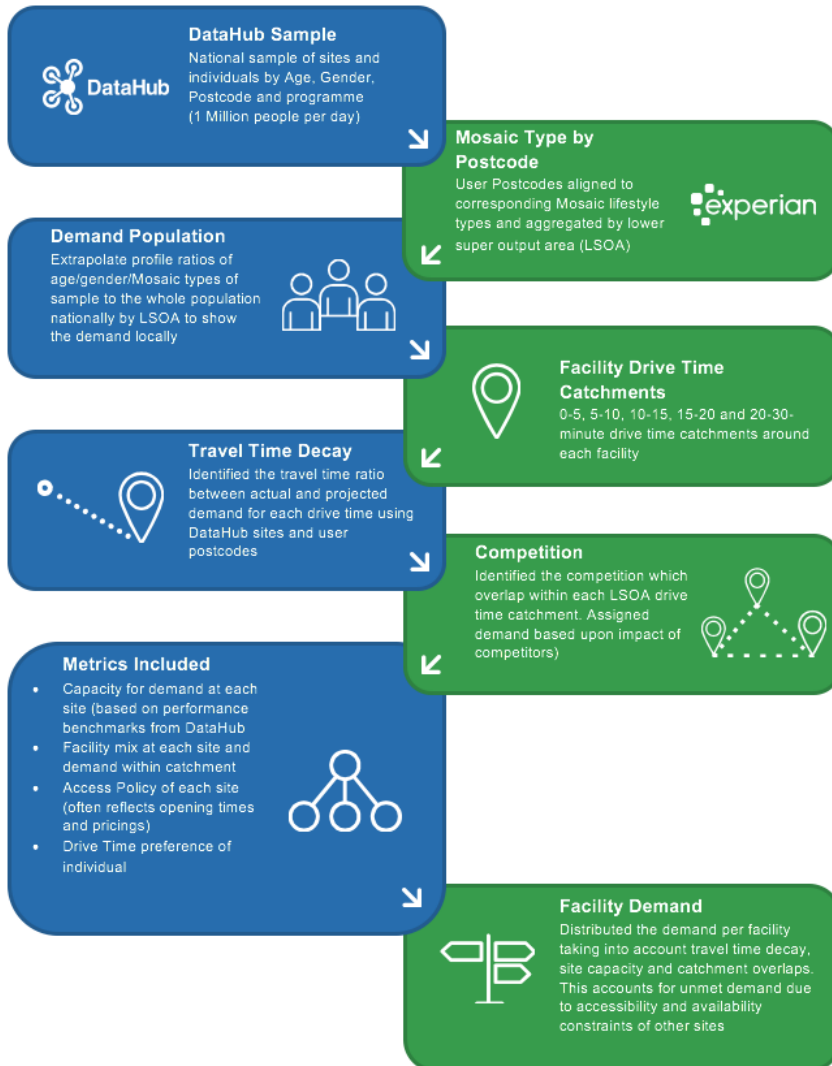 DataHub
DataHub Sample
National sample of sites and
individuals by Age, Gender,
Postcode and programme
(1 Million people per day)
Mosaic Type by
Postcode
User Postcodes aligned to
corresponding Mosaic lifestyle
types and aggregated by lower
super output area (LSOA)
experian
Demand Population
Extrapolate profile ratios of
age/gender/Mosaic types of
sample to the whole population
nationally by LSOA to show
the demand locally
Facility Drive Time
Catchments
0-5, 5-10, 10-15, 15-20 and 20-30-
minute drive time catchments around
each facility
Travel Time Decay
Identified the travel time ratio
between actual and projected
demand for each drive time using
DataHub sites and user
postcodes
Competition
Identified the competition which
overlap within each LSOA drive
time catchment. Assigned
demand based upon impact of
competitors)
Metrics Included
• Capacity for demand at each
site (based on performance
benchmarks from DataHub
• Facility mix at each site and
demand within catchment
• Access Policy of each site
(often reflects opening times
and pricings)
• Drive Time preference of
individual
Facility Demand
Distributed the demand per facility
taking into account travel time decay,
site capacity and catchment overlaps.
This accounts for unmet demand due
to accessibility and availability
constraints of other sites